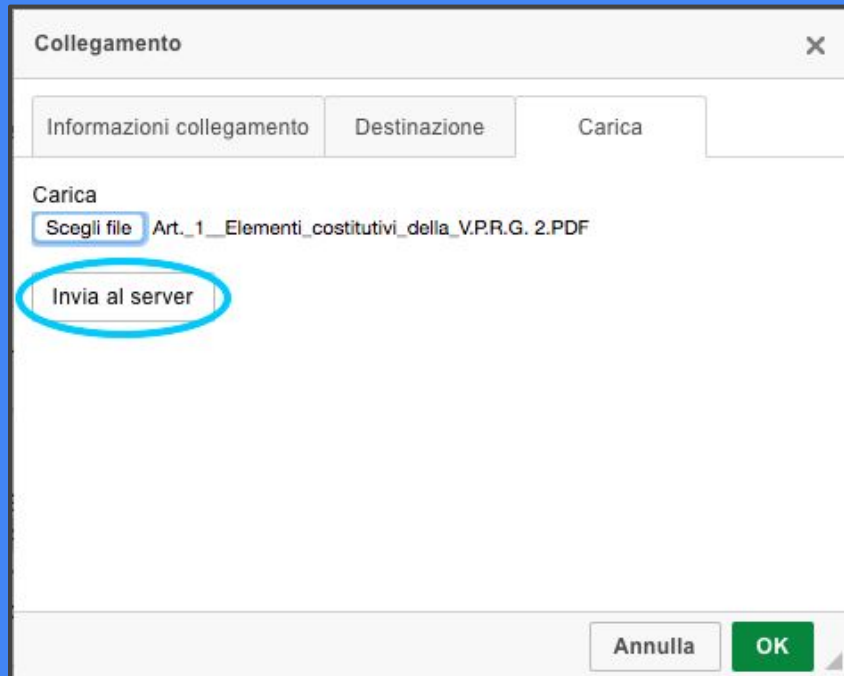 Collegamento
Informazioni collegamento Destinazione Carica
Carica
Scegli file Art._1__Elementi_costitutivi_della_V.P.R.G. 2.PDF
Invia al server
Annulla OK